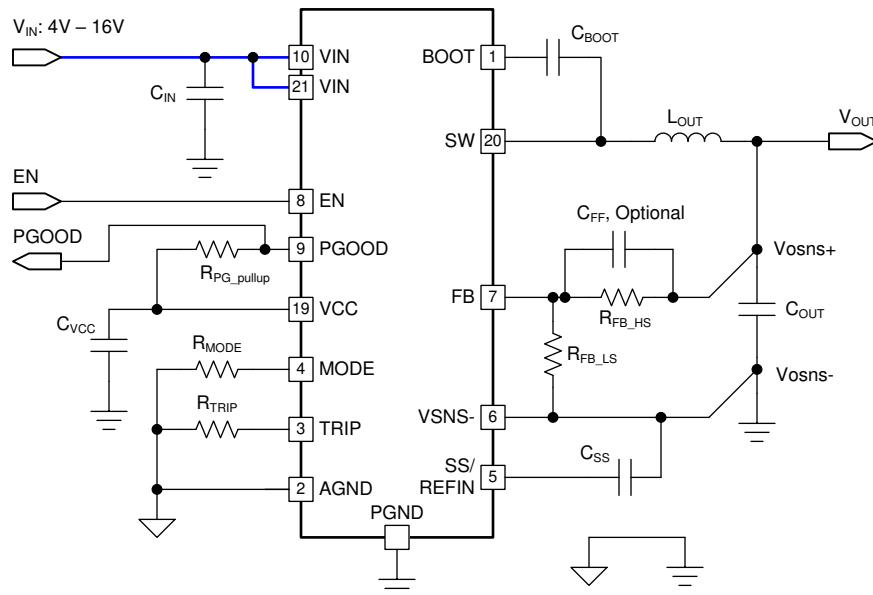 V_IN: 4V – 16V
C_IN
10 VIN
21 VIN
EN
8 EN
PGOOD
9 PGOOD
R_PG_pullup
19 VCC
C_VCC
R_MODE
4 MODE
R_TRIP
3 TRIP
2 AGND
PGND
BOOT 1
C_BOOT
SW 20
L_OUT
V_OUT
C_FF, Optional
Vosns+
FB 7
R_FB_HS
C_OUT
R_FB_LS
Vosns-
VSNS- 6
C_SS
SS/
REFIN 5